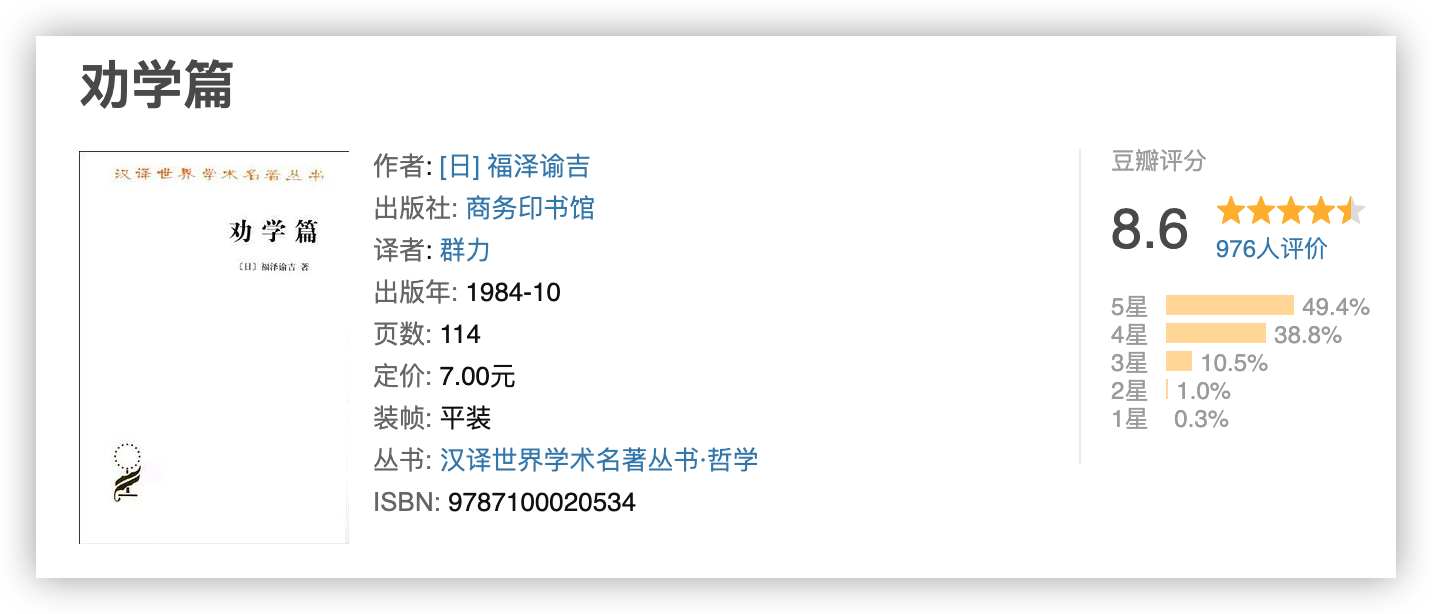 劝学篇
汉译世界学术名著丛书
劝学篇
〔日〕福泽谕吉 著
作者: [日] 福泽谕吉
出版社: 商务印书馆
译者: 群力
出版年: 1984-10
页数: 114
定价: 7.00元
装帧: 平装
丛书: 汉译世界学术名著丛书·哲学
ISBN: 9787100020534
豆瓣评分
8.6
976人评价
5星 49.4%
4星 38.8%
3星 10.5%
2星 1.0%
1星 0.3%